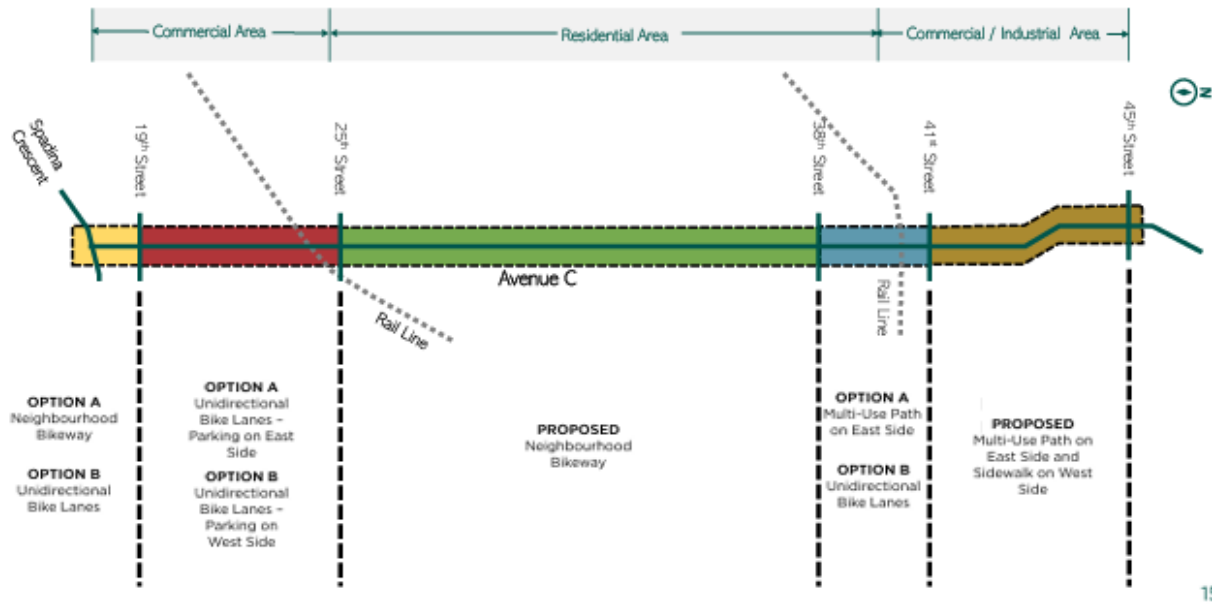 Commercial Area
Residential Area
Commercial / Industrial Area
N
Spadina
Crescent
19th Street
25th Street
38th Street
41st Street
45th Street
Avenue C
Rail Line
Rail Line
OPTION A
Neighbourhood
Bikeway
OPTION B
Unidirectional
Bike Lanes
OPTION A
Unidirectional
Bike Lanes –
Parking on East
Side
OPTION B
Unidirectional
Bike Lanes –
Parking on
West Side
PROPOSED
Neighbourhood
Bikeway
OPTION A
Multi-Use Path
on East Side
OPTION B
Unidirectional
Bike Lanes
PROPOSED
Multi-Use Path on
East Side and
Sidewalk on West
Side